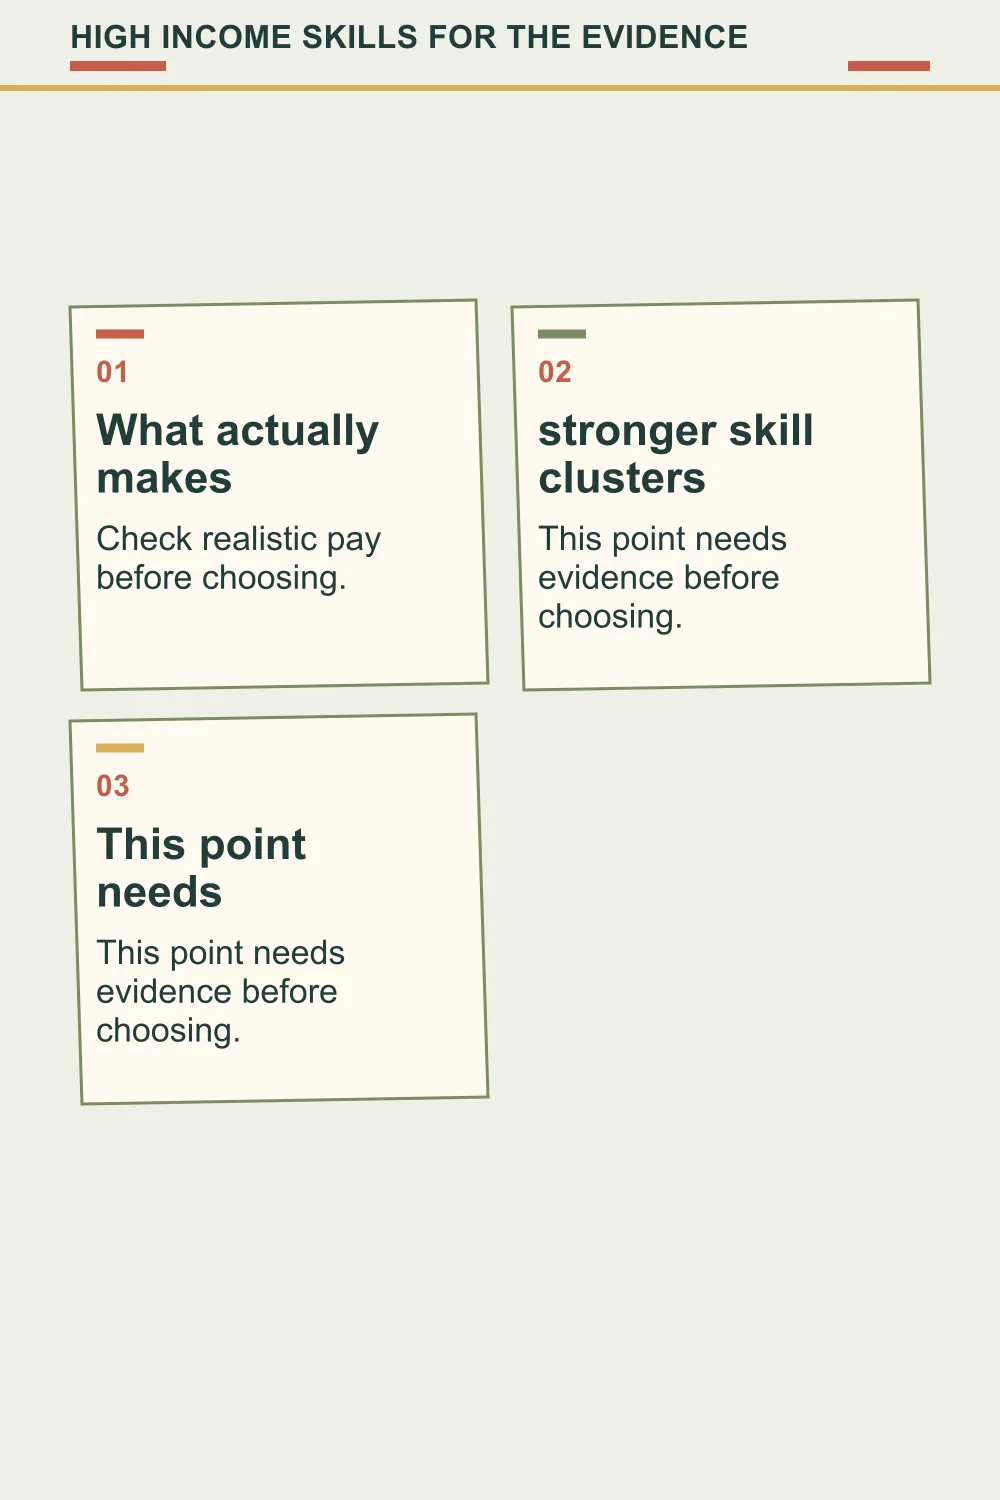 HIGH INCOME SKILLS FOR THE EVIDENCE
01
What actually
makes
Check realistic pay
before choosing.
02
stronger skill
clusters
This point needs
evidence before
choosing.
03
This point
needs
This point needs
evidence before
choosing.